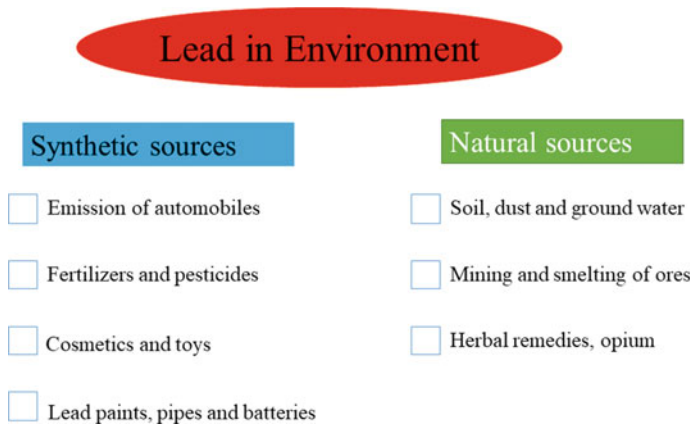 Lead in Environment
Synthetic sources
Emission of automobiles
Fertilizers and pesticides
Cosmetics and toys
Lead paints, pipes and batteries
Natural sources
Soil, dust and ground water
Mining and smelting of ores
Herbal remedies, opium